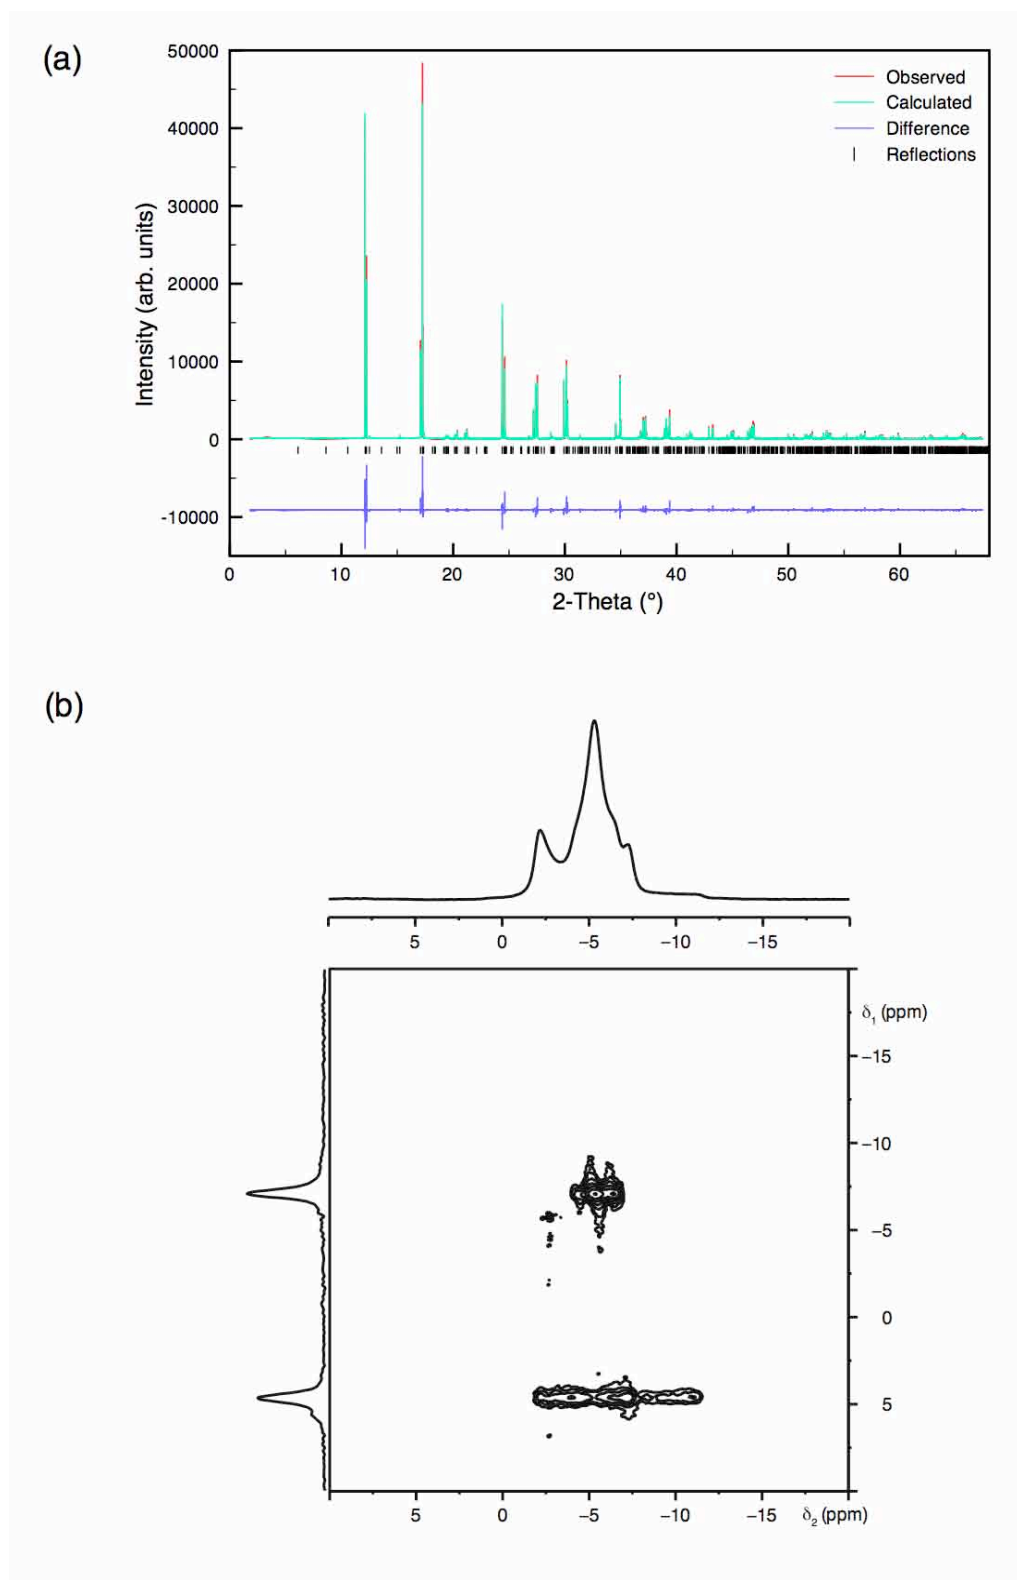 (a)
50000
40000
30000
20000
10000
0
-10000
Intensity (arb. units)
Observed
Calculated
Difference
Reflections
0 10 20 30 40 50 60
2-Theta (°)
(b)
5 0 −5 −10 −15
δ₁ (ppm)
−15
−10
−5
0
5
5 0 −5 −10 −15 δ₂ (ppm)